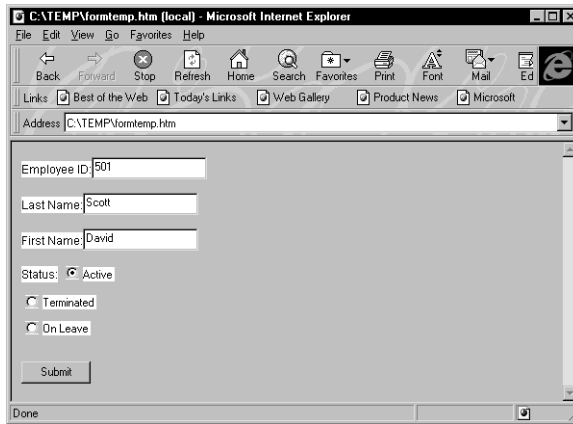 C:\TEMP\formtemp.htm (local) - Microsoft Internet Explorer
File Edit View Go Favorites Help
Back Forward Stop Refresh Home Search Favorites Print Font Mail Ed
Links Best of the Web Today's Links Web Gallery Product News Microsoft
Address C:\TEMP\formtemp.htm
Employee ID: 501
Last Name: Scott
First Name: David
Status: Active
Terminated
On Leave
Submit
Done